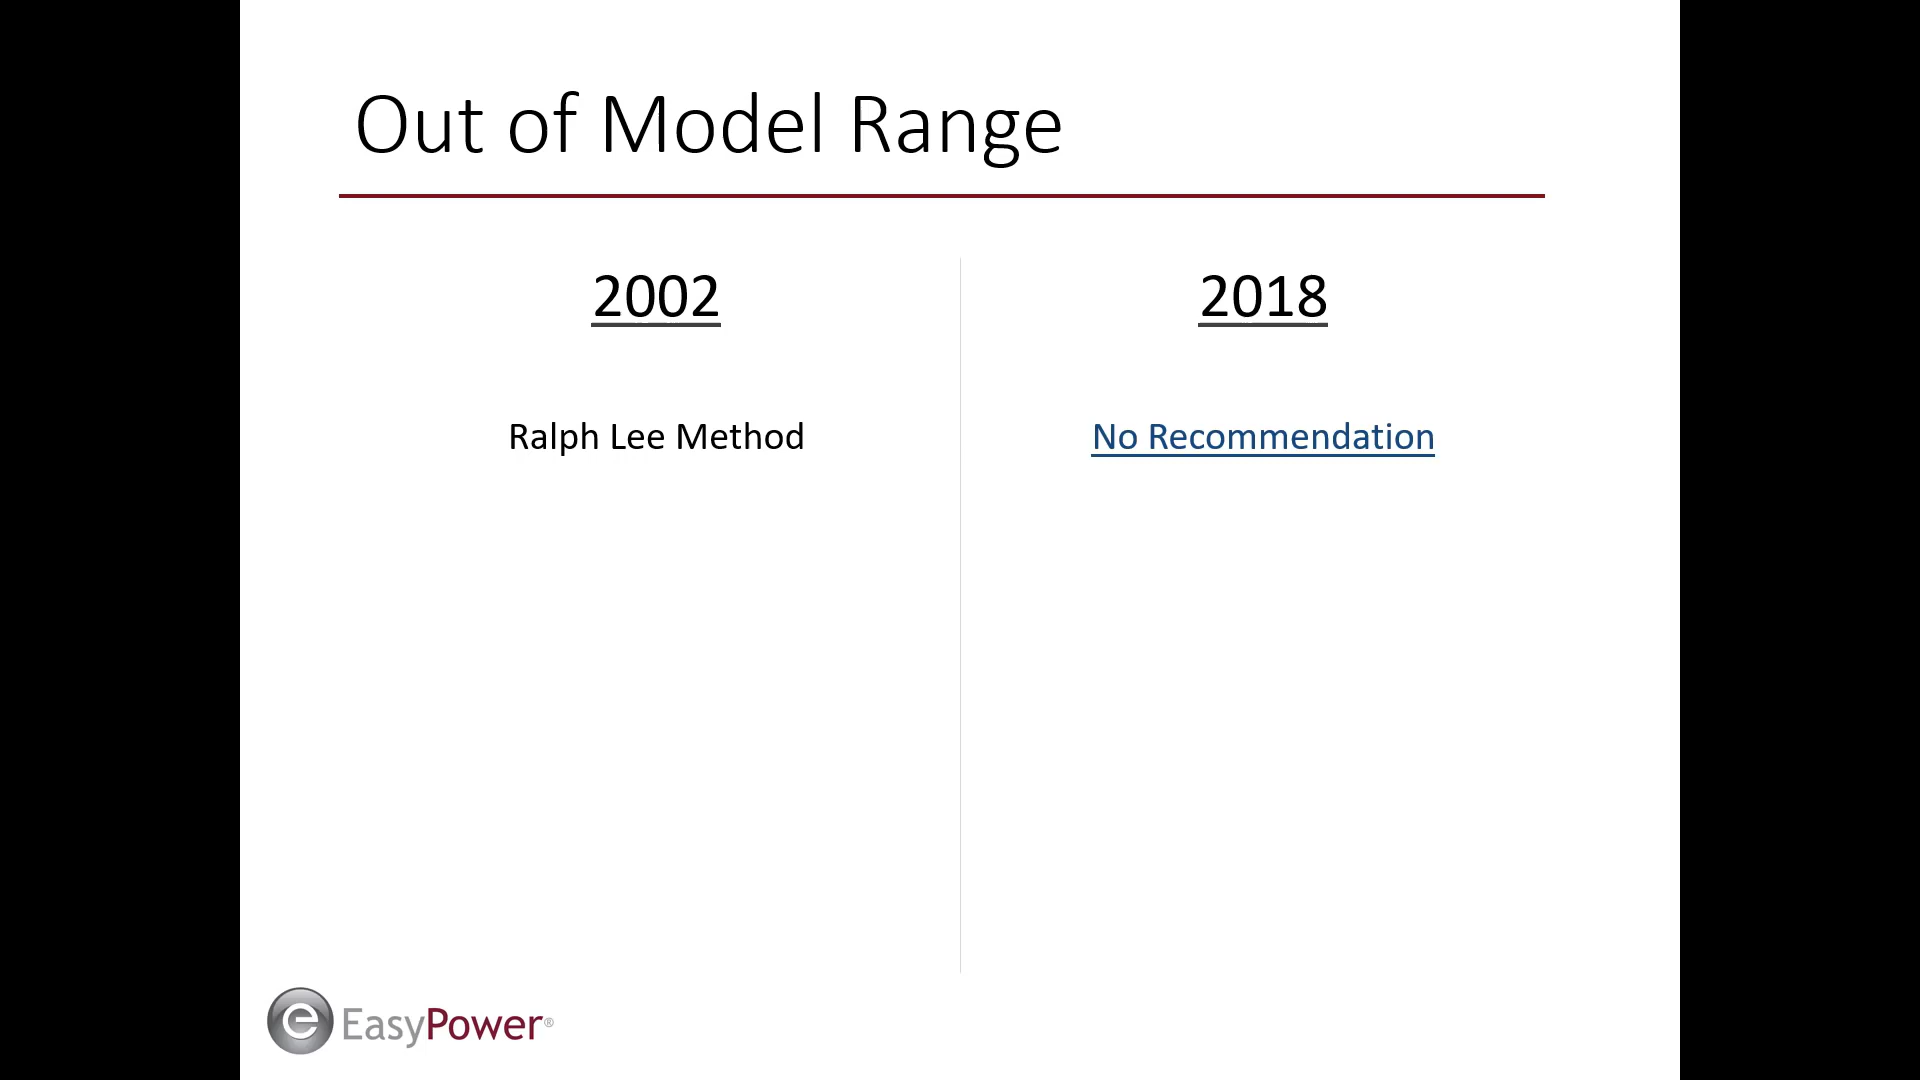 Out of Model Range
2002
2018
Ralph Lee Method
No Recommendation
EasyPower®